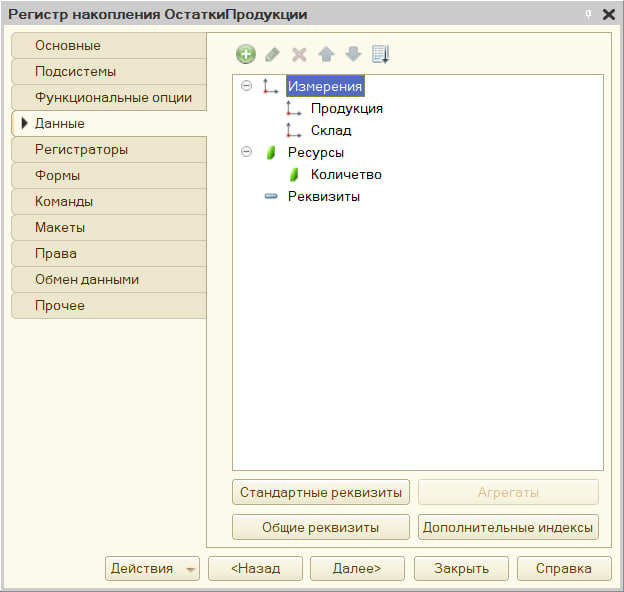 Регистр накопления ОстаткиПродукции
Основные
Подсистемы
Функциональные опции
Данные
Регистраторы
Формы
Команды
Макеты
Права
Обмен данными
Прочее
Измерения
Продукция
Склад
Ресурсы
Количетво
Реквизиты
Стандартные реквизиты
Агрегаты
Общие реквизиты
Дополнительные индексы
Действия
<Назад
Далее>
Закрыть
Справка